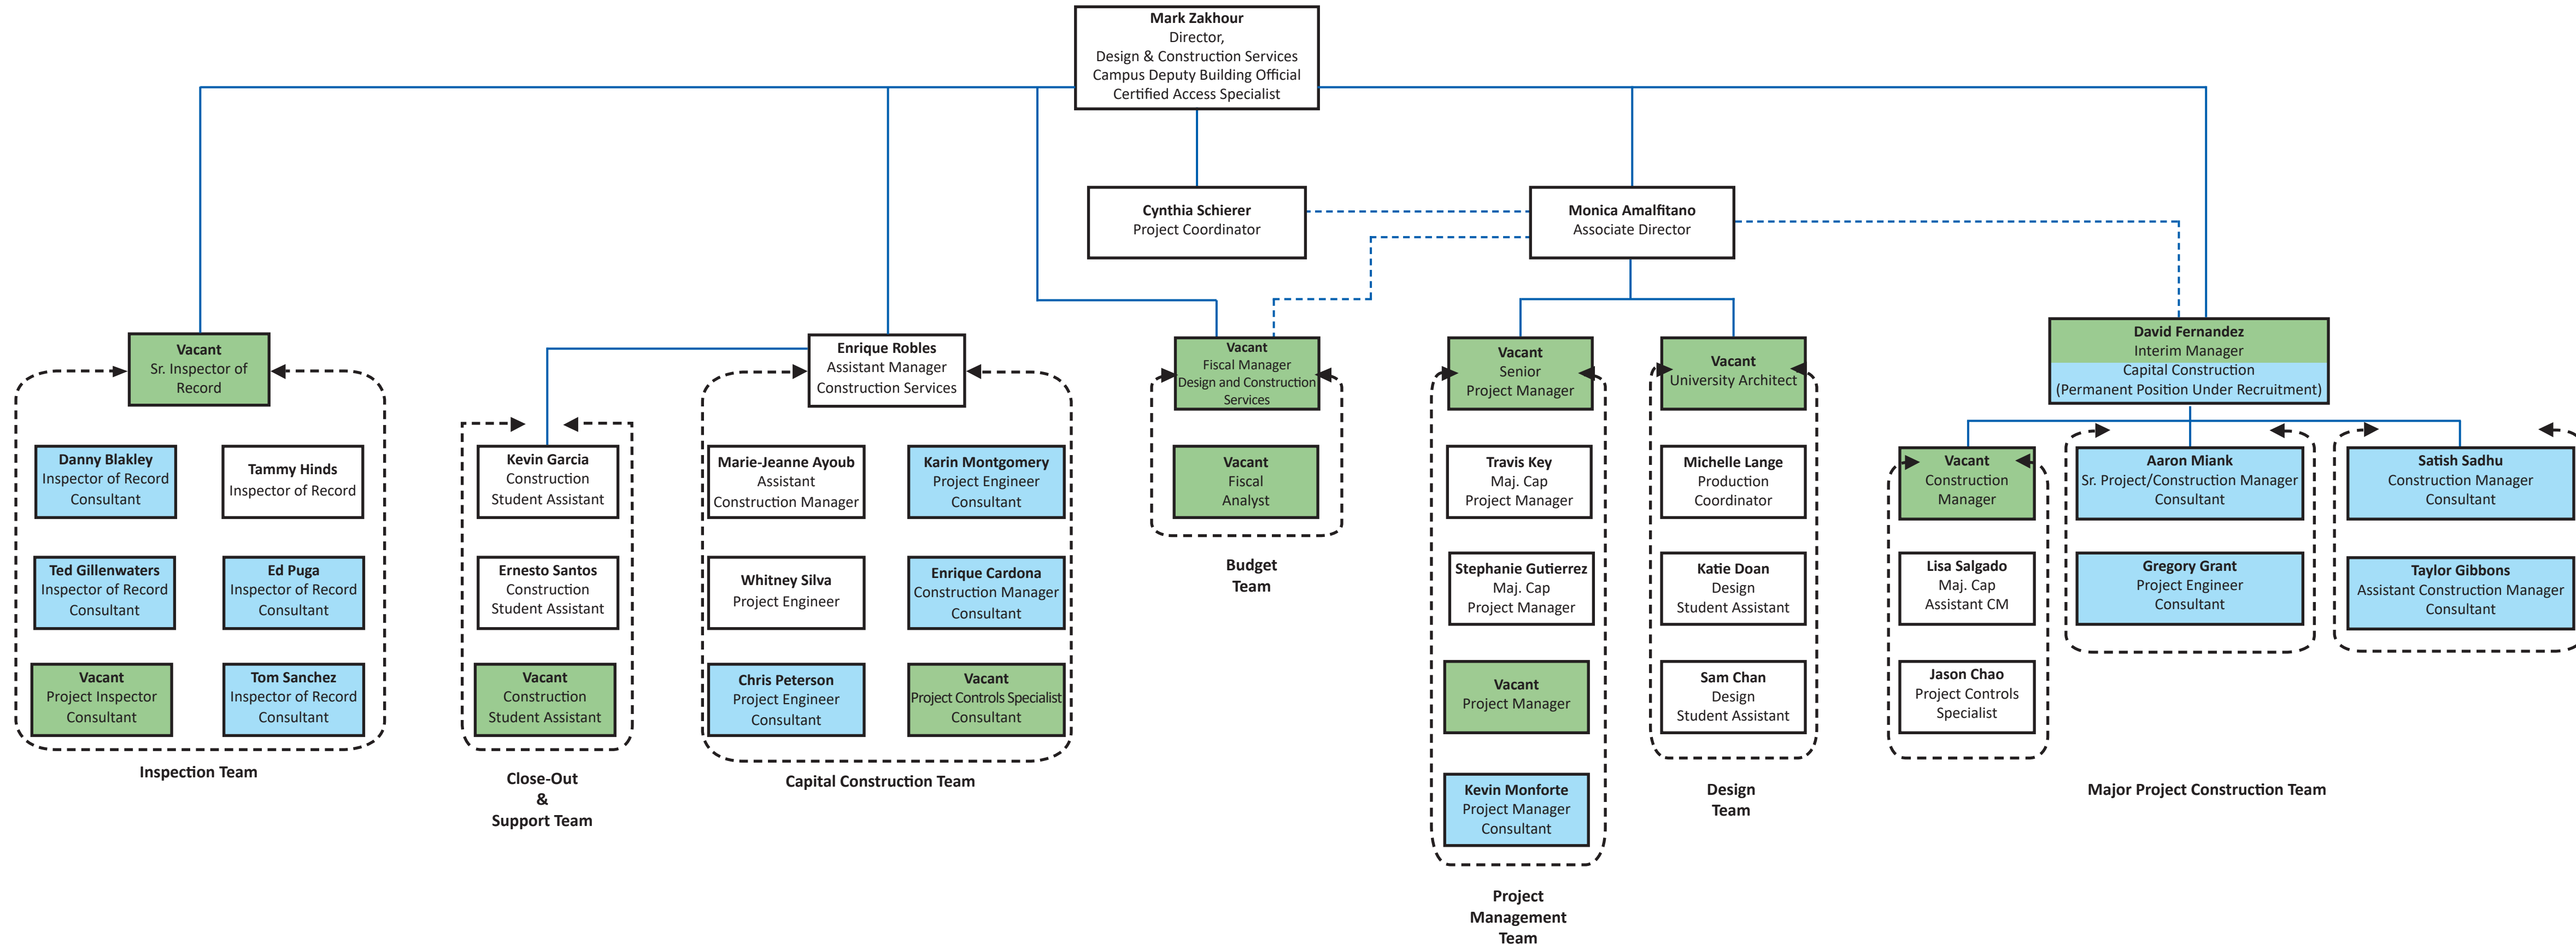 Mark Zakhour
Director,
Design & Construction Services
Campus Deputy Building Official
Certified Access Specialist
Cynthia Schierer
Project Coordinator
Monica Amalfitano
Associate Director
Vacant
Sr. Inspector of
Record
Danny Blakley
Inspector of Record
Consultant
Tammy Hinds
Inspector of Record
Ted Gillenwaters
Inspector of Record
Consultant
Ed Puga
Inspector of Record
Consultant
Vacant
Project Inspector
Consultant
Tom Sanchez
Inspector of Record
Consultant
Inspection Team
Enrique Robles
Assistant Manager
Construction Services
Kevin Garcia
Construction
Student Assistant
Ernesto Santos
Construction
Student Assistant
Vacant
Construction
Student Assistant
Close-Out
&
Support Team
Marie-Jeanne Ayoub
Assistant
Construction Manager
Karin Montgomery
Project Engineer
Consultant
Whitney Silva
Project Engineer
Enrique Cardona
Construction Manager
Consultant
Chris Peterson
Project Engineer
Consultant
Vacant
Project Controls Specialist
Consultant
Capital Construction Team
Vacant
Fiscal Manager
Design and Construction
Services
Vacant
Fiscal
Analyst
Budget
Team
Vacant
Senior
Project Manager
Travis Key
Maj. Cap
Project Manager
Stephanie Gutierrez
Maj. Cap
Project Manager
Vacant
Project Manager
Kevin Monforte
Project Manager
Consultant
Project
Management
Team
Vacant
University Architect
Michelle Lange
Production
Coordinator
Katie Doan
Design
Student Assistant
Sam Chan
Design
Student Assistant
Design
Team
David Fernandez
Interim Manager
Capital Construction
(Permanent Position Under Recruitment)
Vacant
Construction
Manager
Lisa Salgado
Maj. Cap
Assistant CM
Jason Chao
Project Controls
Specialist
Aaron Miank
Sr. Project/Construction Manager
Consultant
Gregory Grant
Project Engineer
Consultant
Satish Sadhu
Construction Manager
Consultant
Taylor Gibbons
Assistant Construction Manager
Consultant
Major Project Construction Team